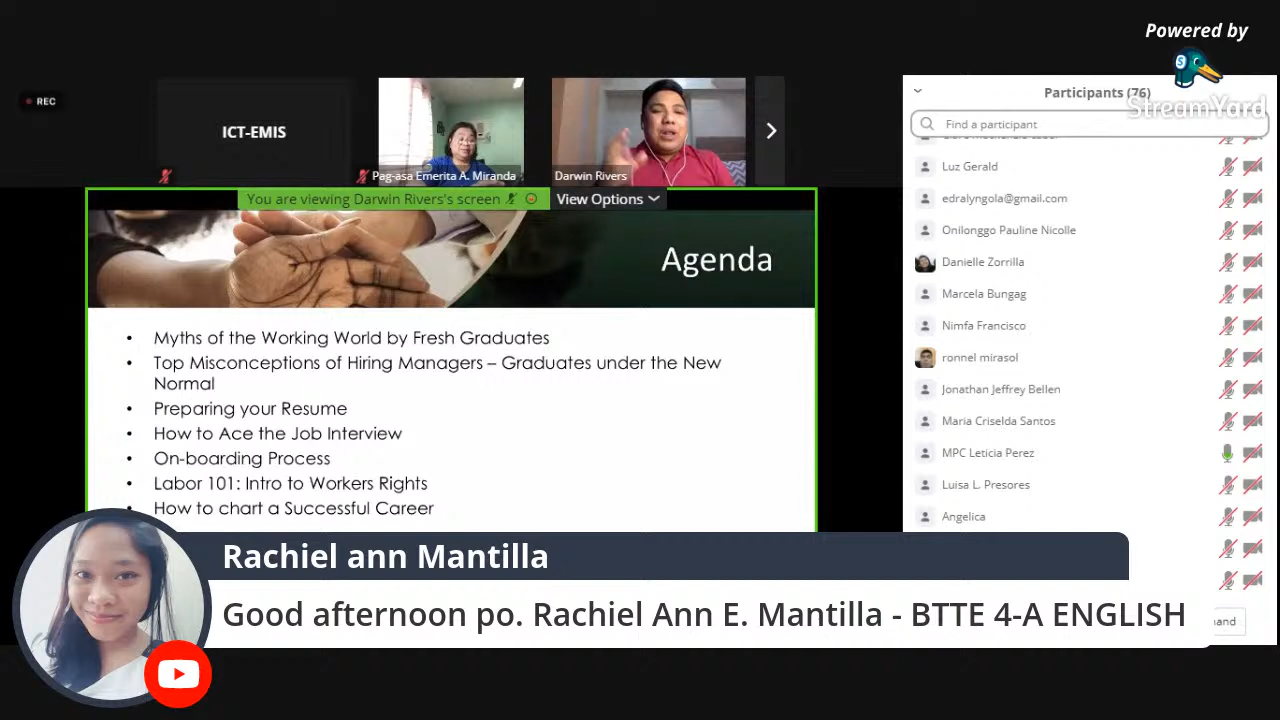 Powered by
StreamYard
REC
ICT-EMIS
Pag-asa Emerita A. Miranda
Darwin Rivers
You are viewing Darwin Rivers's screen
View Options
Agenda
• Myths of the Working World by Fresh Graduates
• Top Misconceptions of Hiring Managers – Graduates under the New
Normal
• Preparing your Resume
• How to Ace the Job Interview
• On-boarding Process
• Labor 101: Intro to Workers Rights
• How to chart a Successful Career
Participants (76)
Find a participant
Luz Gerald
edralyngola@gmail.com
Onilonggo Pauline Nicolle
Danielle Zorrilla
Marcela Bungag
Nimfa Francisco
ronnel mirasol
Jonathan Jeffrey Bellen
Maria Criselda Santos
MPC Leticia Perez
Luisa L. Presores
Angelica
Rachiel ann Mantilla
Good afternoon po. Rachiel Ann E. Mantilla - BTTE 4-A ENGLISH